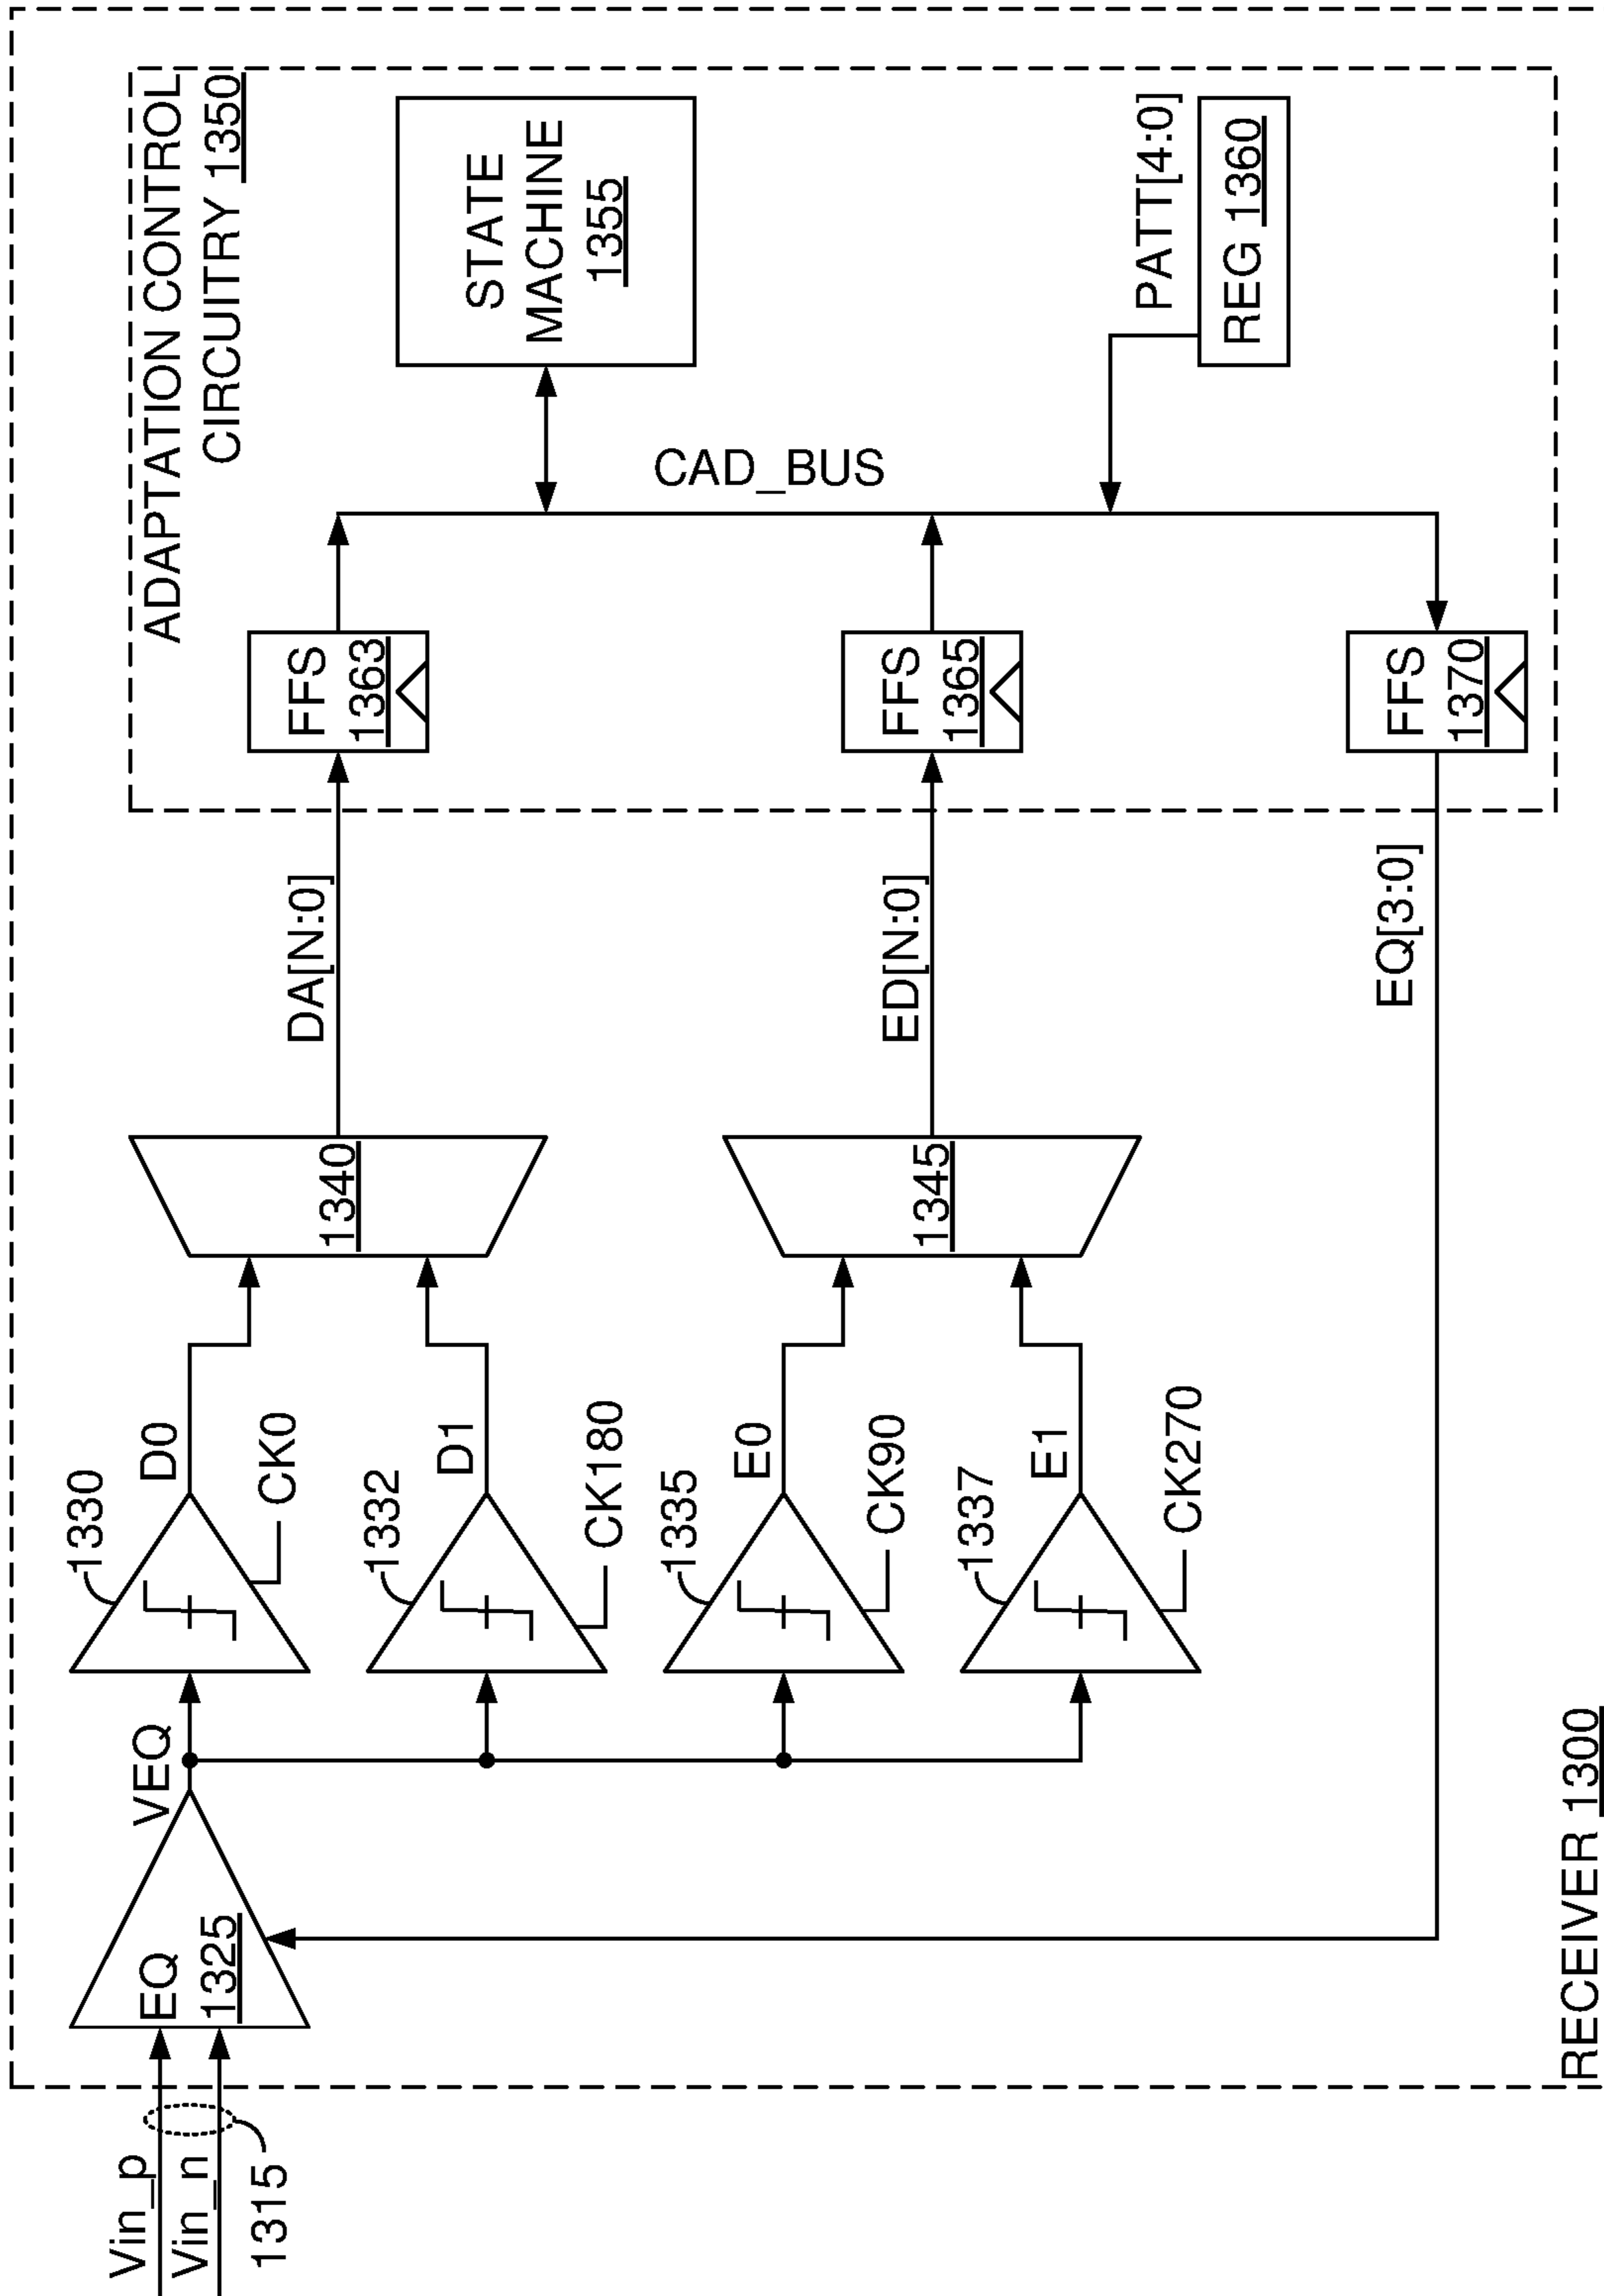 Vin_p
Vin_n
1315
EQ
1325
VEQ
1330
D0
CK0
1332
D1
CK180
1335
E0
CK90
1337
E1
CK270
1340
1345
DA[N:0]
ED[N:0]
EQ[3:0]
ADAPTATION CONTROL
CIRCUITRY 1350
FFS
1363
FFS
1365
FFS
1370
CAD_BUS
STATE
MACHINE
1355
PATT[4:0]
REG 1360
RECEIVER 1300